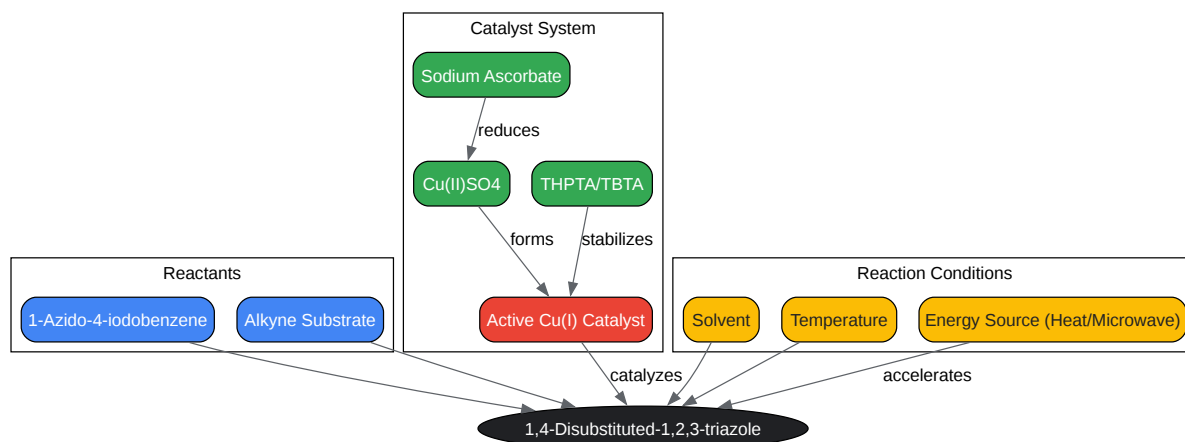 Catalyst System
Sodium Ascorbate
reduces
Cu(II)SO4
THPTA/TBTA
forms
stabilizes
Reactants
Reaction Conditions
1-Azido-4-iodobenzene
Alkyne Substrate
Active Cu(I) Catalyst
Solvent
Temperature
Energy Source (Heat/Microwave)
catalyzes
accelerates
1,4-Disubstituted-1,2,3-triazole